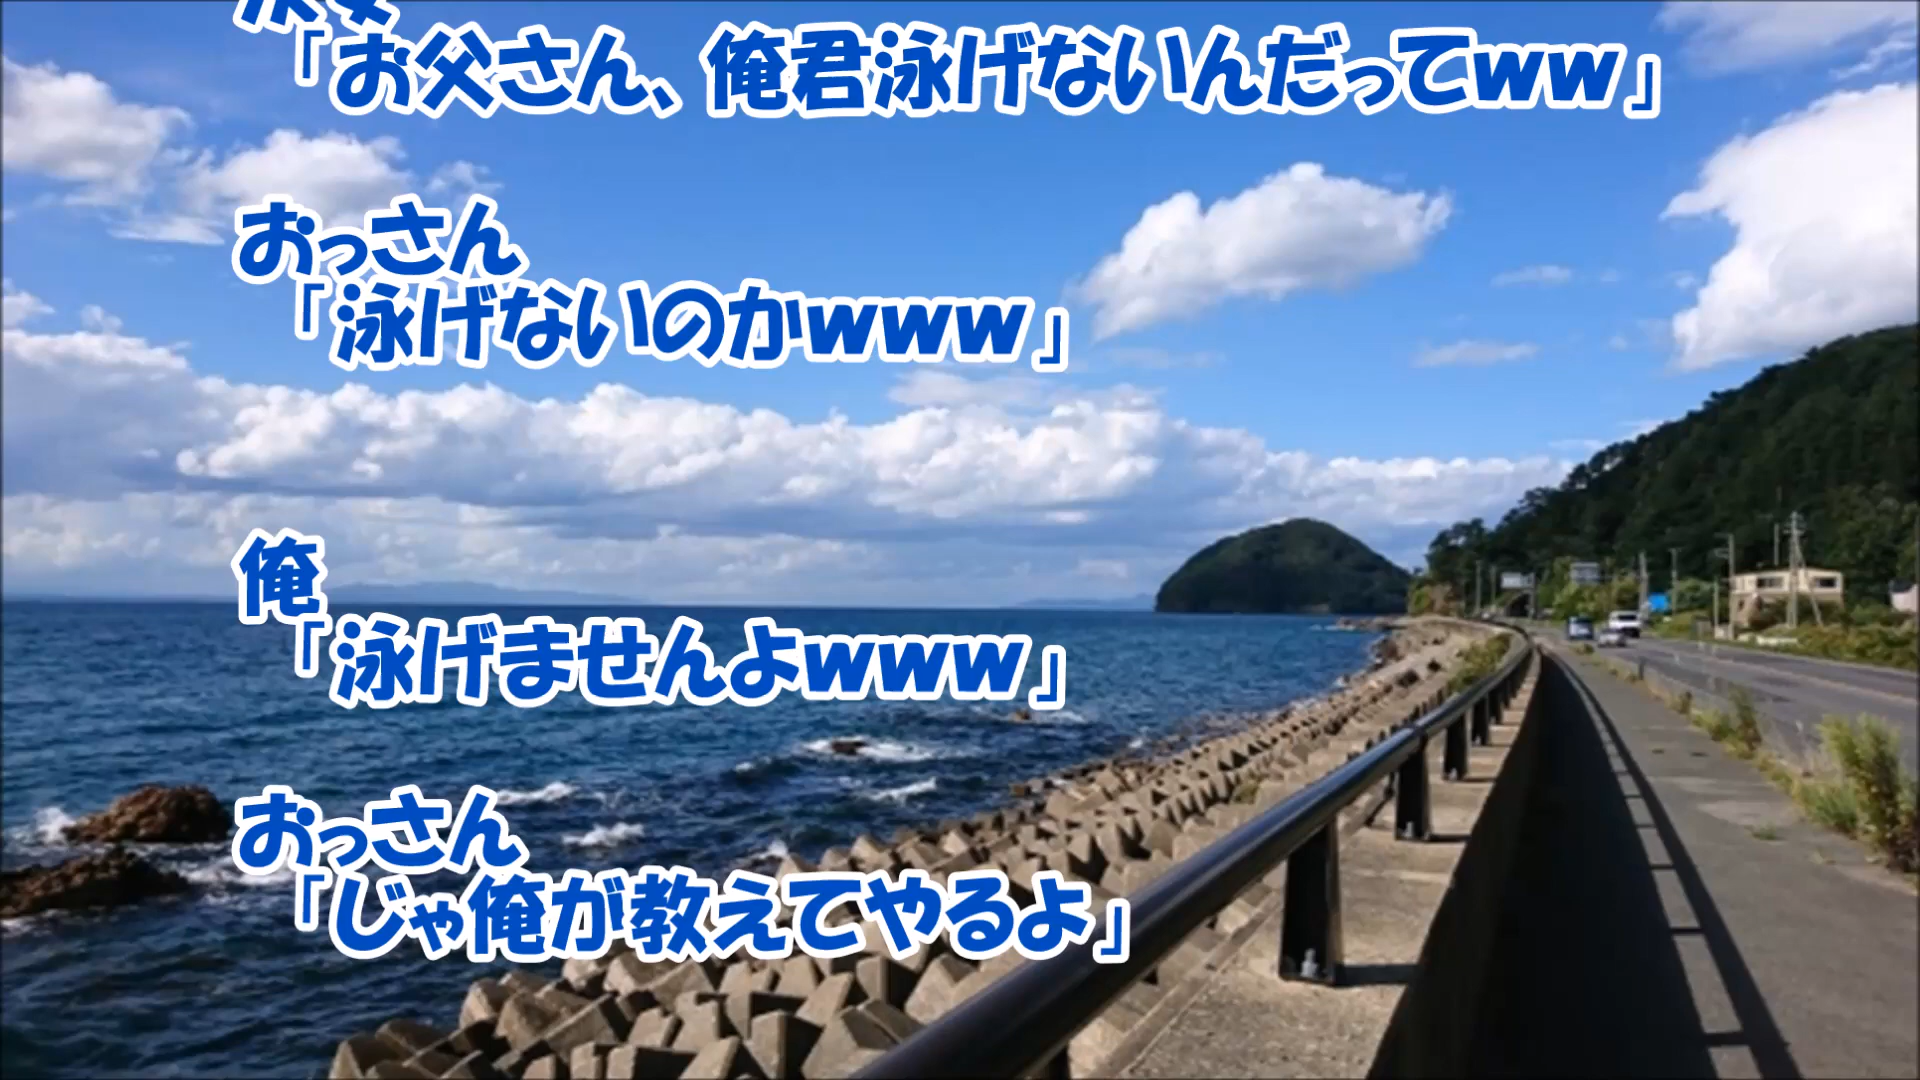 「お父さん、俺君泳げないんだってｗｗ」
おっさん
「泳げないのかｗｗｗ」
俺
「泳げませんよｗｗｗ」
おっさん
「じゃ俺が教えてやるよ」